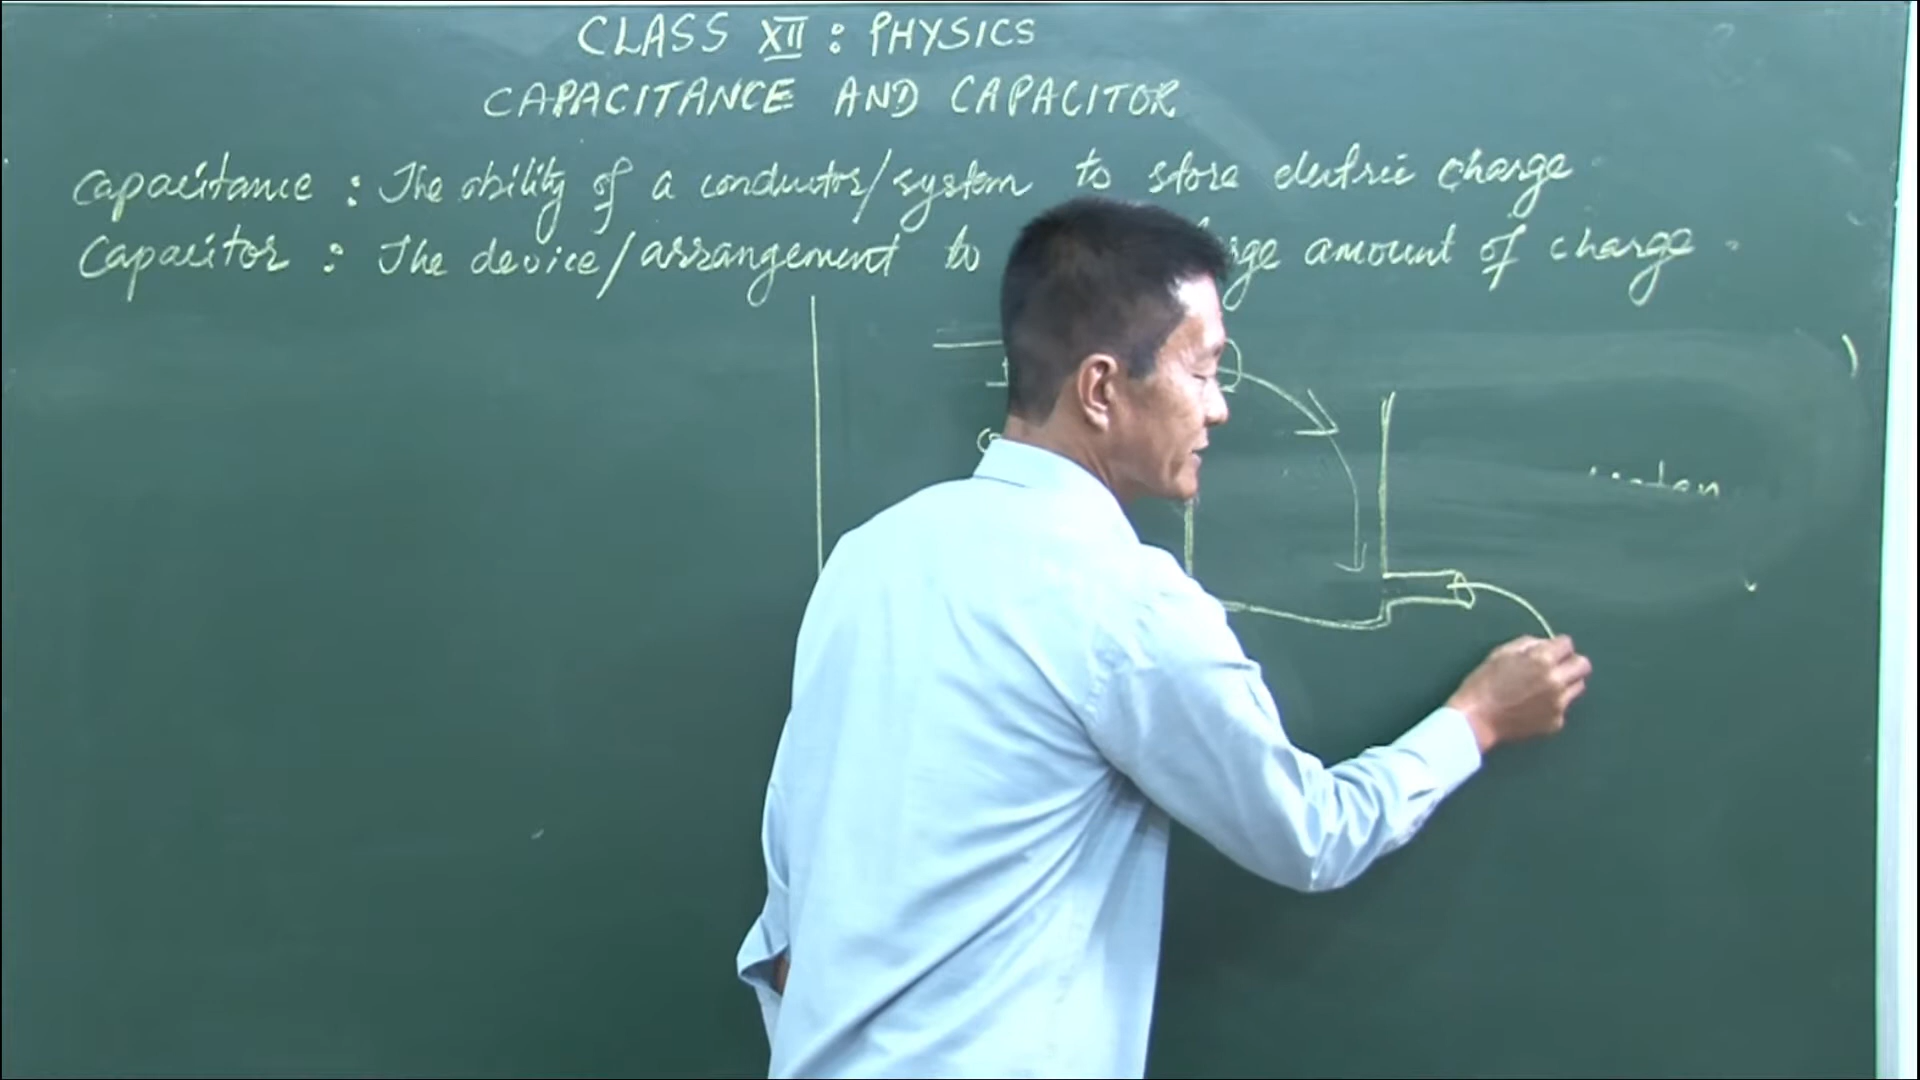 CLASS XII : PHYSICS
CAPACITANCE AND CAPACITOR
Capacitance : The ability of a conductor/system to store electric charge
Capacitor : The device/arrangement to amount of charge.